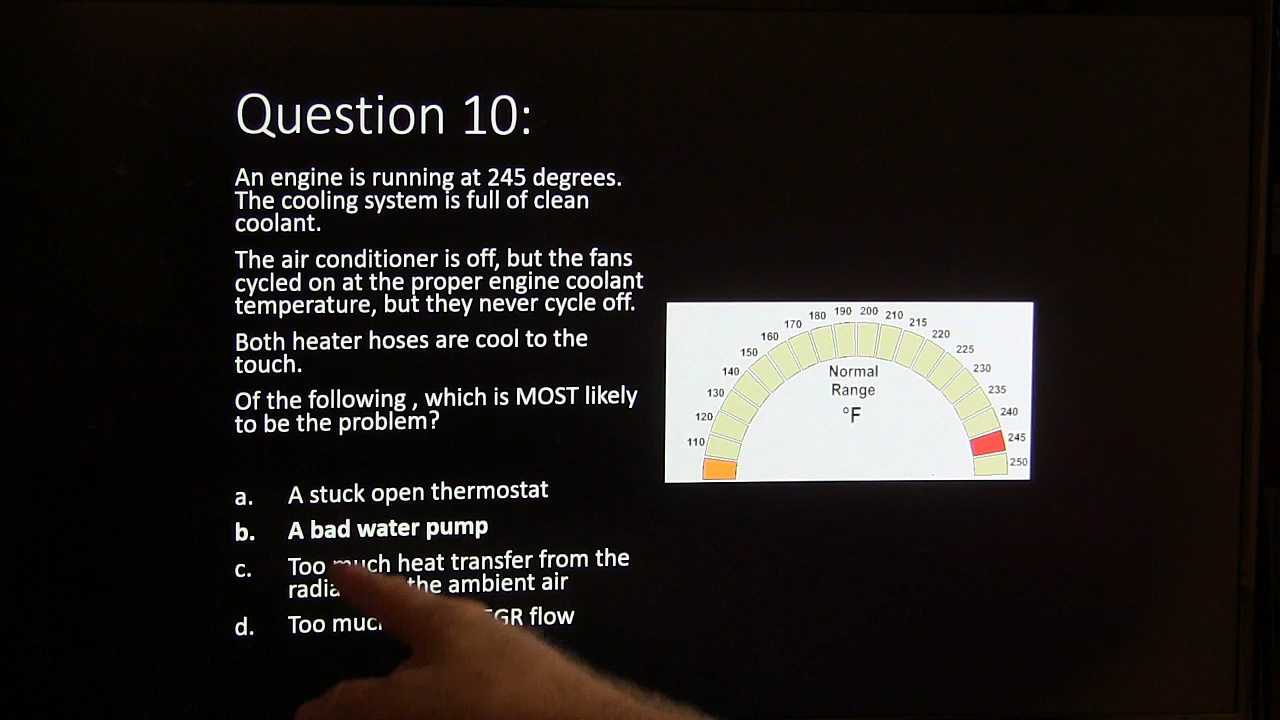 Question 10:
An engine is running at 245 degrees.
The cooling system is full of clean
coolant.
The air conditioner is off, but the fans
cycled on at the proper engine coolant
temperature, but they never cycle off.
Both heater hoses are cool to the
touch.
Of the following , which is MOST likely
to be the problem?
a. A stuck open thermostat
b. A bad water pump
c. Too much heat transfer from the
the ambient air
d. Too flow
110
120
130
140
150
160
170
180
190
200
210
215
220
225
230
235
240
245
250
Normal
Range
°F